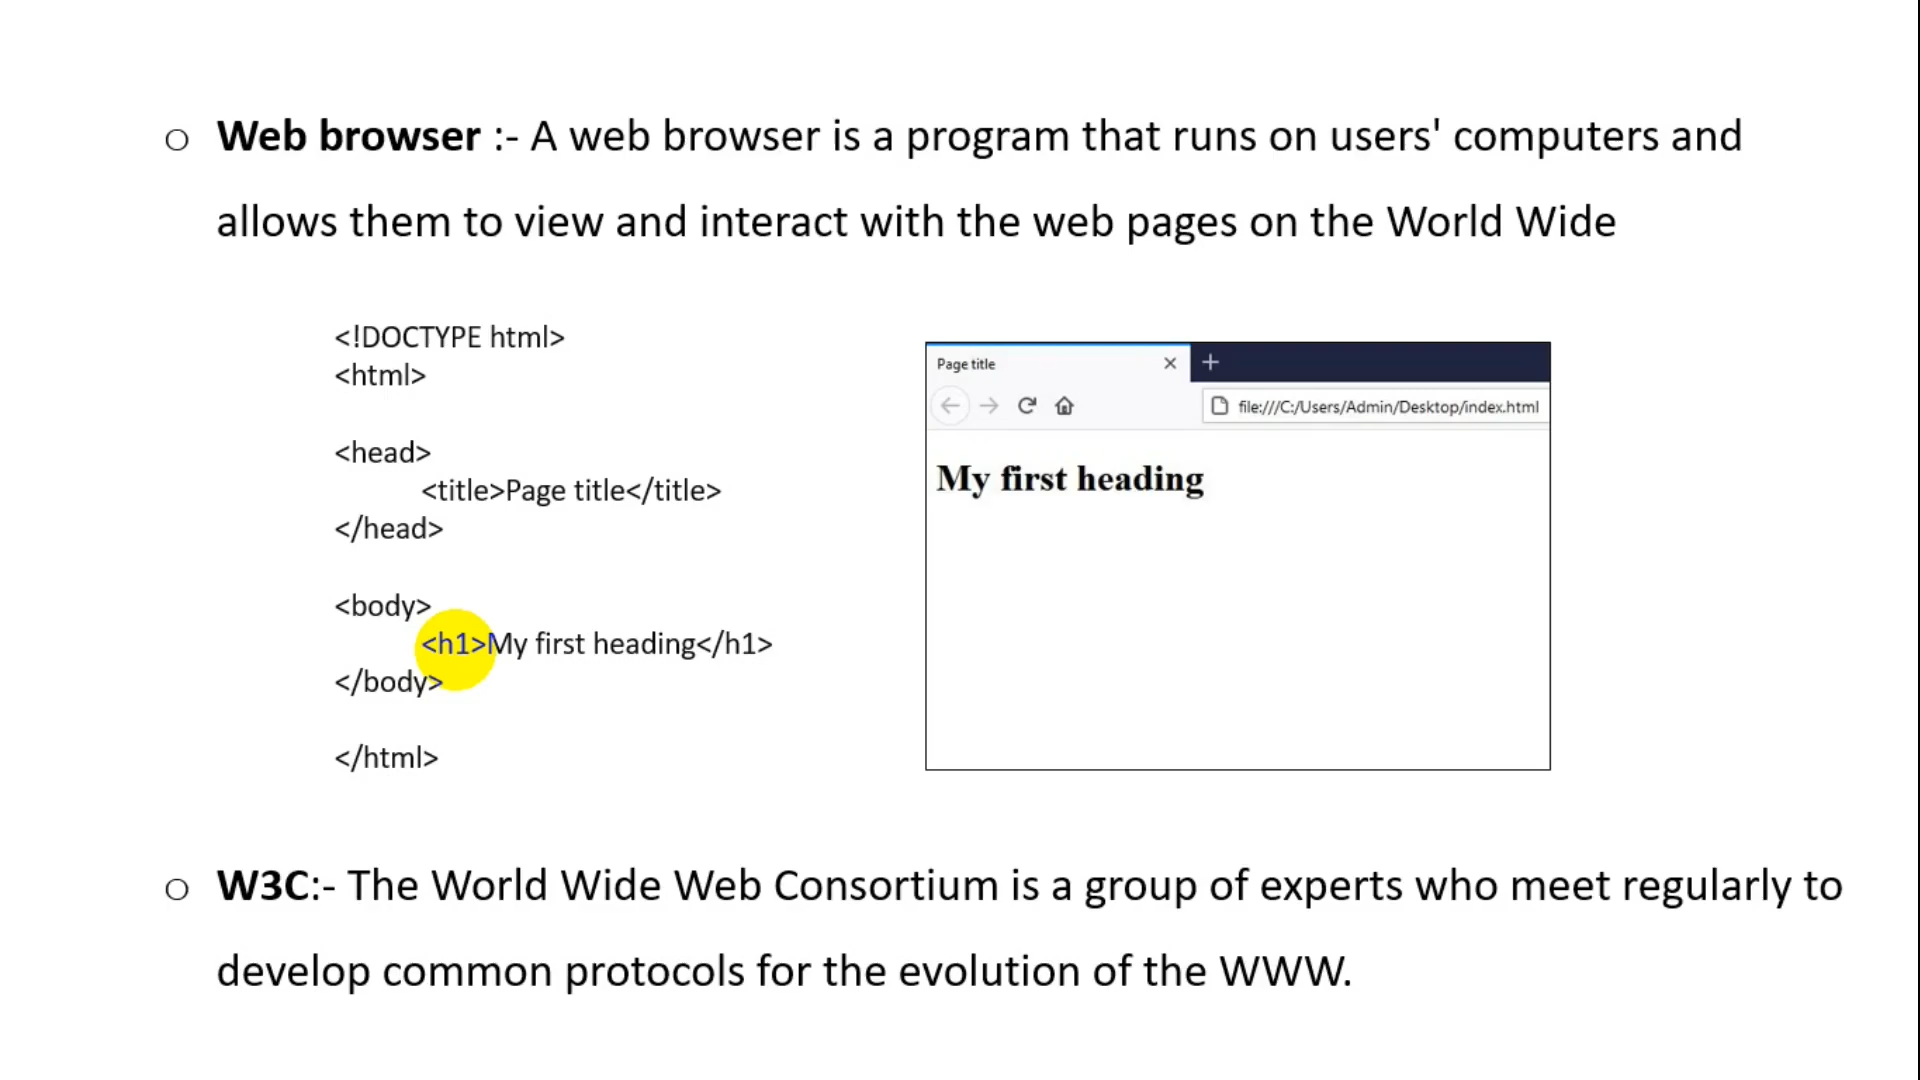 Web browser :- A web browser is a program that runs on users' computers and
allows them to view and interact with the web pages on the World Wide
<!DOCTYPE html>
<html>
<head>
<title>Page title</title>
</head>
<body>
<h1>My first heading</h1>
</body>
</html>
Page title
file:///C:/Users/Admin/Desktop/index.html
My first heading
W3C:- The World Wide Web Consortium is a group of experts who meet regularly to
develop common protocols for the evolution of the WWW.